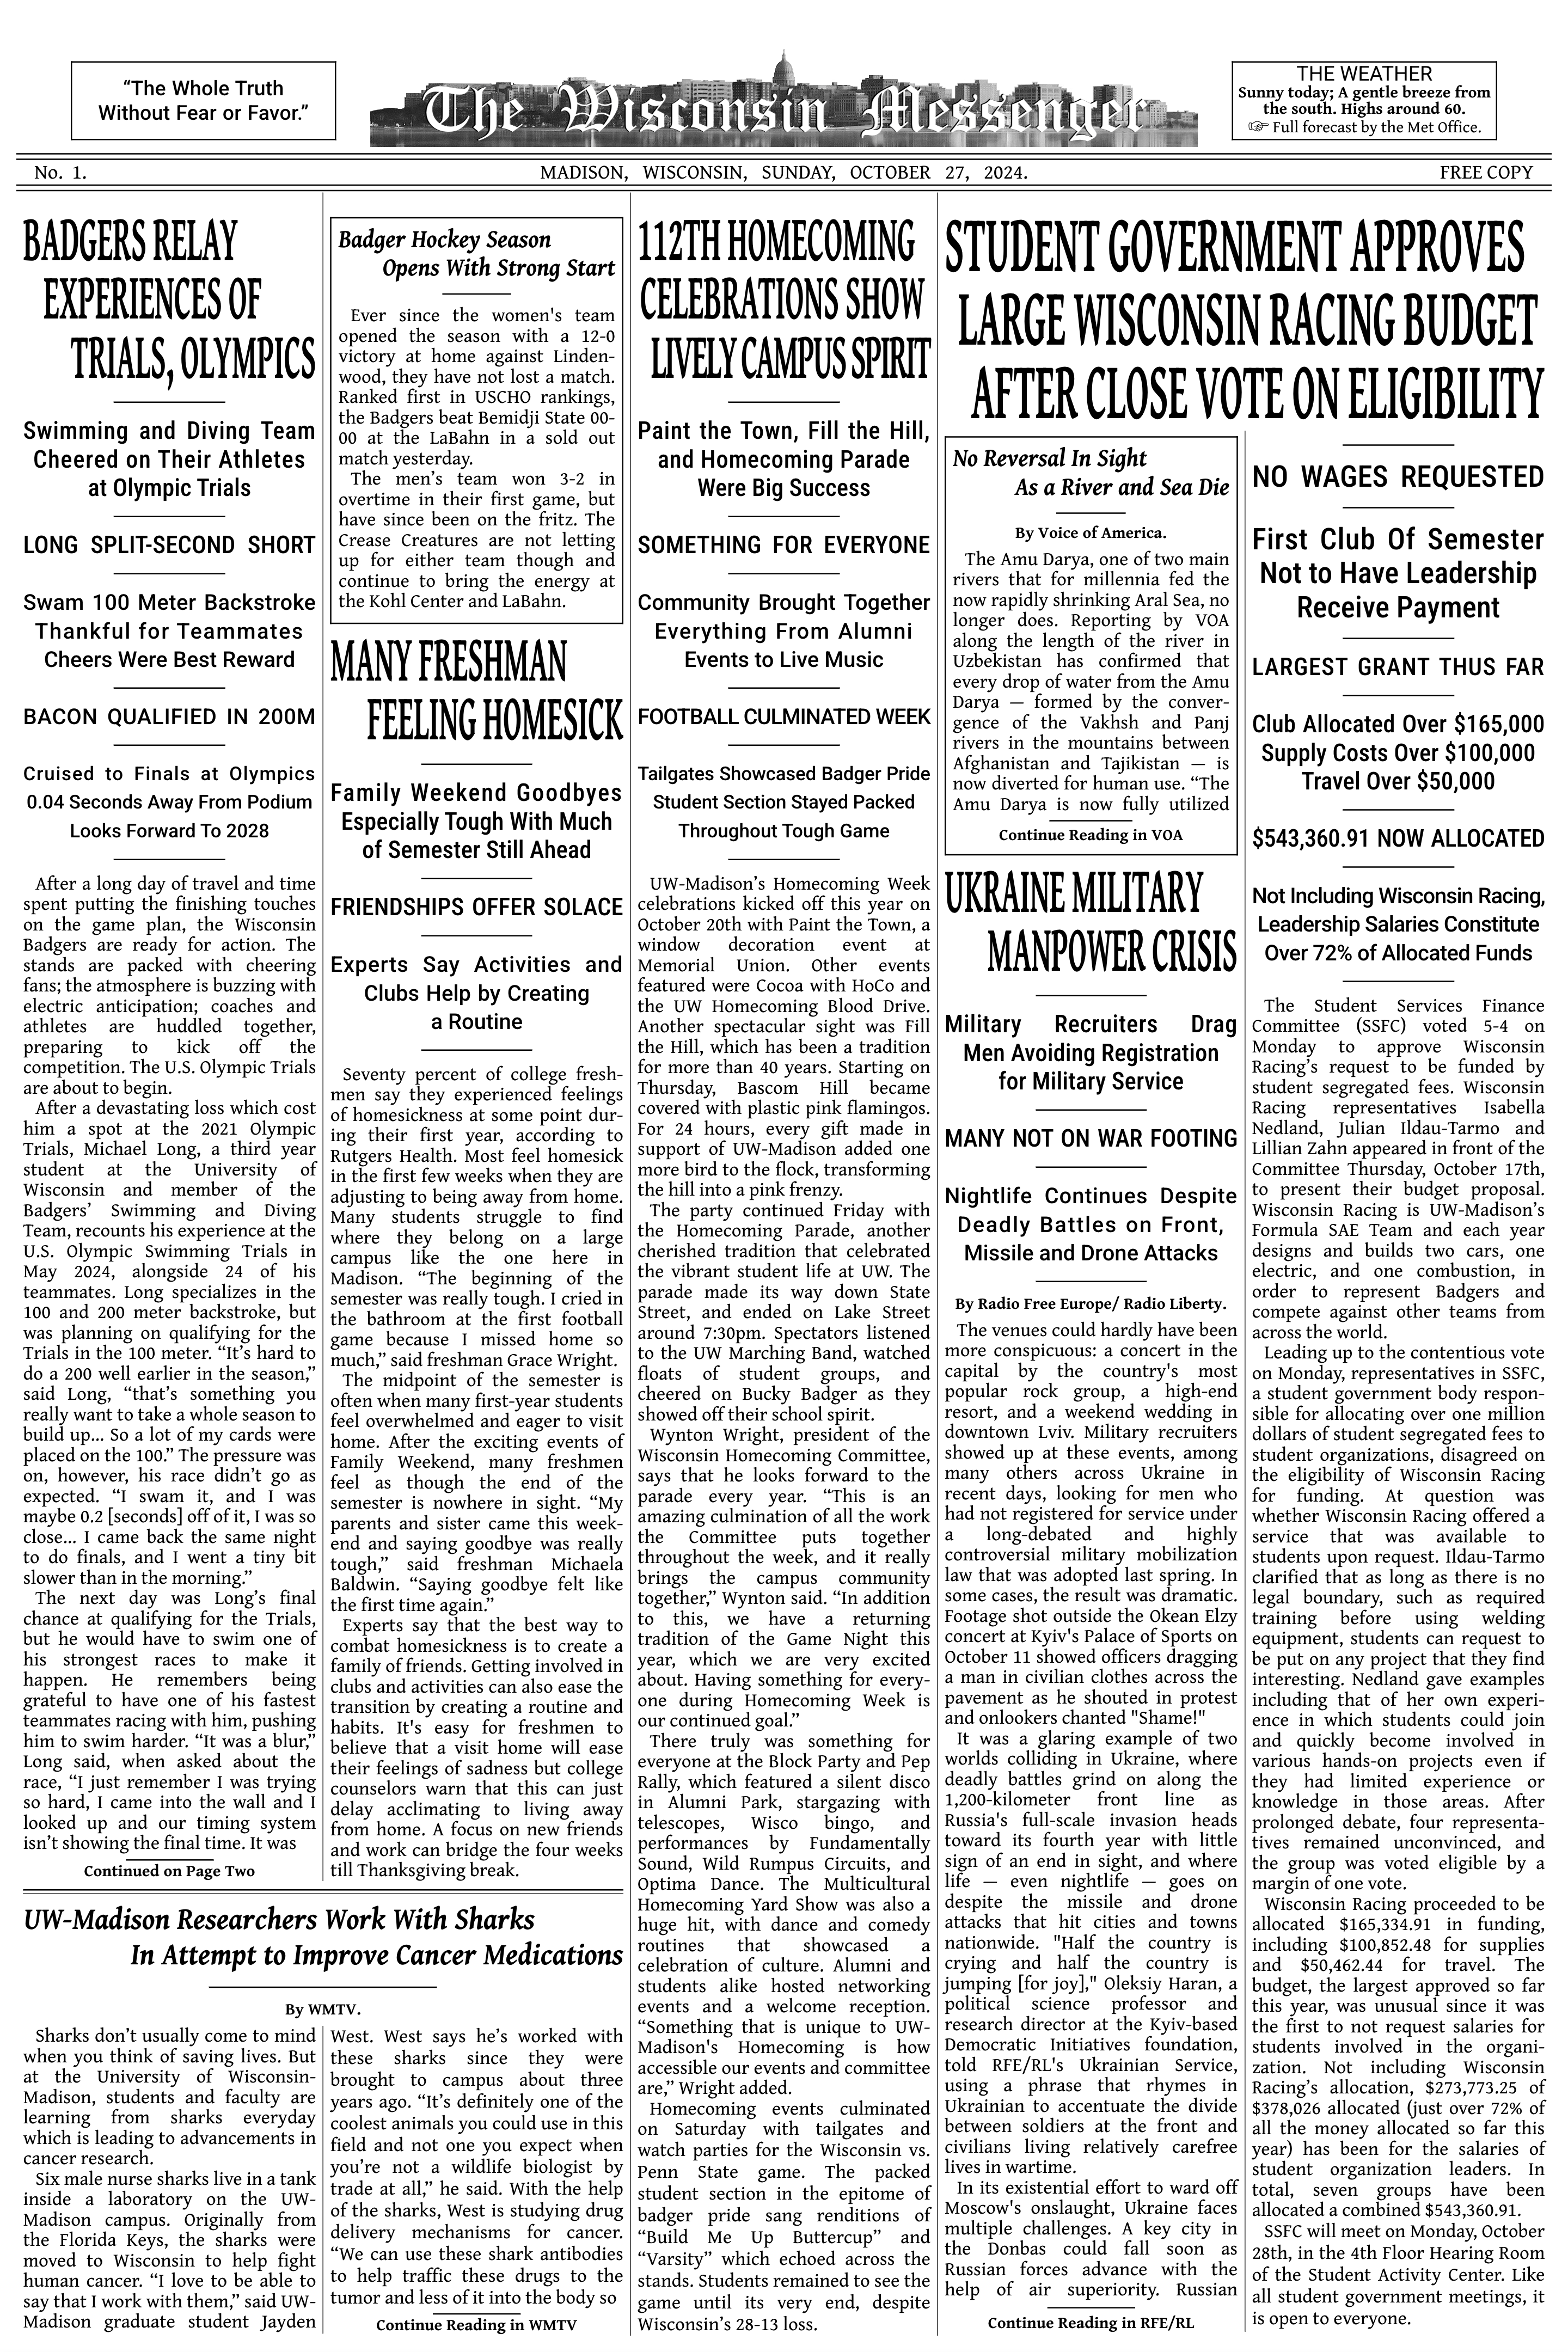 “The Whole Truth
Without Fear or Favor.”
The Wisconsin Messenger
THE WEATHER
Sunny today; A gentle breeze from
the south. Highs around 60.
☞ Full forecast by the Met Office.
No. 1.
MADISON, WISCONSIN, SUNDAY, OCTOBER 27, 2024.
FREE COPY
BADGERS RELAY
EXPERIENCES OF
TRIALS, OLYMPICS
Swimming and Diving Team
Cheered on Their Athletes
at Olympic Trials
LONG SPLIT-SECOND SHORT
Swam 100 Meter Backstroke
Thankful for Teammates
Cheers Were Best Reward
BACON QUALIFIED IN 200M
Cruised to Finals at Olympics
0.04 Seconds Away From Podium
Looks Forward To 2028
After a long day of travel and time
spent putting the finishing touches
on the game plan, the Wisconsin
Badgers are ready for action. The
stands are packed with cheering
fans; the atmosphere is buzzing with
electric anticipation; coaches and
athletes are huddled together,
preparing to kick off the
competition. The U.S. Olympic Trials
are about to begin.
After a devastating loss which cost
him a spot at the 2021 Olympic
Trials, Michael Long, a third year
student at the University of
Wisconsin and member of the
Badgers’ Swimming and Diving
Team, recounts his experience at the
U.S. Olympic Swimming Trials in
May 2024, alongside 24 of his
teammates. Long specializes in the
100 and 200 meter backstroke, but
was planning on qualifying for the
Trials in the 100 meter. “It’s hard to
do a 200 well earlier in the season,”
said Long, “that’s something you
really want to take a whole season to
build up... So a lot of my cards were
placed on the 100.” The pressure was
on, however, his race didn’t go as
expected. “I swam it, and I was
maybe 0.2 [seconds] off of it, I was so
close... I came back the same night
to do finals, and I went a tiny bit
slower than in the morning.”
The next day was Long’s final
chance at qualifying for the Trials,
but he would have to swim one of
his strongest races to make it
happen. He remembers being
grateful to have one of his fastest
teammates racing with him, pushing
him to swim harder. “It was a blur,”
Long said, when asked about the
race, “I just remember I was trying
so hard, I came into the wall and I
looked up and our timing system
isn’t showing the final time. It was
Continued on Page Two
Badger Hockey Season
Opens With Strong Start
Ever since the women's team
opened the season with a 12-0
victory at home against Linden-
wood, they have not lost a match.
Ranked first in USCHO rankings,
the Badgers beat Bemidji State 00-
00 at the LaBahn in a sold out
match yesterday.
The men’s team won 3-2 in
overtime in their first game, but
have since been on the fritz. The
Crease Creatures are not letting
up for either team though and
continue to bring the energy at
the Kohl Center and LaBahn.
MANY FRESHMAN
FEELING HOMESICK
Family Weekend Goodbyes
Especially Tough With Much
of Semester Still Ahead
FRIENDSHIPS OFFER SOLACE
Experts Say Activities and
Clubs Help by Creating
a Routine
Seventy percent of college fresh-
men say they experienced feelings
of homesickness at some point dur-
ing their first year, according to
Rutgers Health. Most feel homesick
in the first few weeks when they are
adjusting to being away from home.
Many students struggle to find
where they belong on a large
campus like the one here in
Madison. “The beginning of the
semester was really tough. I cried in
the bathroom at the first football
game because I missed home so
much,” said freshman Grace Wright.
The midpoint of the semester is
often when many first-year students
feel overwhelmed and eager to visit
home. After the exciting events of
Family Weekend, many freshmen
feel as though the end of the
semester is nowhere in sight. “My
parents and sister came this week-
end and saying goodbye was really
tough,” said freshman Michaela
Baldwin. “Saying goodbye felt like
the first time again.”
Experts say that the best way to
combat homesickness is to create a
family of friends. Getting involved in
clubs and activities can also ease the
transition by creating a routine and
habits. It's easy for freshmen to
believe that a visit home will ease
their feelings of sadness but college
counselors warn that this can just
delay acclimating to living away
from home. A focus on new friends
and work can bridge the four weeks
till Thanksgiving break.
UW-Madison Researchers Work With Sharks
In Attempt to Improve Cancer Medications
By WMTV.
Sharks don’t usually come to mind
when you think of saving lives. But
at the University of Wisconsin-
Madison, students and faculty are
learning from sharks everyday
which is leading to advancements in
cancer research.
Six male nurse sharks live in a tank
inside a laboratory on the UW-
Madison campus. Originally from
the Florida Keys, the sharks were
moved to Wisconsin to help fight
human cancer. “I love to be able to
say that I work with them,” said UW-
Madison graduate student Jayden
West. West says he’s worked with
these sharks since they were
brought to campus about three
years ago. “It’s definitely one of the
coolest animals you could use in this
field and not one you expect when
you’re not a wildlife biologist by
trade at all,” he said. With the help
of the sharks, West is studying drug
delivery mechanisms for cancer.
“We can use these shark antibodies
to help traffic these drugs to the
tumor and less of it into the body so
Continue Reading in WMTV
112TH HOMECOMING
CELEBRATIONS SHOW
LIVELY CAMPUS SPIRIT
Paint the Town, Fill the Hill,
and Homecoming Parade
Were Big Success
SOMETHING FOR EVERYONE
Community Brought Together
Everything From Alumni
Events to Live Music
FOOTBALL CULMINATED WEEK
Tailgates Showcased Badger Pride
Student Section Stayed Packed
Throughout Tough Game
UW-Madison’s Homecoming Week
celebrations kicked off this year on
October 20th with Paint the Town, a
window decoration event at
Memorial Union. Other events
featured were Cocoa with HoCo and
the UW Homecoming Blood Drive.
Another spectacular sight was Fill
the Hill, which has been a tradition
for more than 40 years. Starting on
Thursday, Bascom Hill became
covered with plastic pink flamingos.
For 24 hours, every gift made in
support of UW-Madison added one
more bird to the flock, transforming
the hill into a pink frenzy.
The party continued Friday with
the Homecoming Parade, another
cherished tradition that celebrated
the vibrant student life at UW. The
parade made its way down State
Street, and ended on Lake Street
around 7:30pm. Spectators listened
to the UW Marching Band, watched
floats of student groups, and
cheered on Bucky Badger as they
showed off their school spirit.
Wynton Wright, president of the
Wisconsin Homecoming Committee,
says that he looks forward to the
parade every year. “This is an
amazing culmination of all the work
the Committee puts together
throughout the week, and it really
brings the campus community
together,” Wynton said. “In addition
to this, we have a returning
tradition of the Game Night this
year, which we are very excited
about. Having something for every-
one during Homecoming Week is
our continued goal.”
There truly was something for
everyone at the Block Party and Pep
Rally, which featured a silent disco
in Alumni Park, stargazing with
telescopes, Wisco bingo, and
performances by Fundamentally
Sound, Wild Rumpus Circuits, and
Optima Dance. The Multicultural
Homecoming Yard Show was also a
huge hit, with dance and comedy
routines that showcased a
celebration of culture. Alumni and
students alike hosted networking
events and a welcome reception.
“Something that is unique to UW-
Madison's Homecoming is how
accessible our events and committee
are,” Wright added.
Homecoming events culminated
on Saturday with tailgates and
watch parties for the Wisconsin vs.
Penn State game. The packed
student section in the epitome of
badger pride sang renditions of
“Build Me Up Buttercup” and
“Varsity” which echoed across the
stands. Students remained to see the
game until its very end, despite
Wisconsin’s 28-13 loss.
STUDENT GOVERNMENT APPROVES
LARGE WISCONSIN RACING BUDGET
AFTER CLOSE VOTE ON ELIGIBILITY
No Reversal In Sight
As a River and Sea Die
By Voice of America.
The Amu Darya, one of two main
rivers that for millennia fed the
now rapidly shrinking Aral Sea, no
longer does. Reporting by VOA
along the length of the river in
Uzbekistan has confirmed that
every drop of water from the Amu
Darya — formed by the conver-
gence of the Vakhsh and Panj
rivers in the mountains between
Afghanistan and Tajikistan — is
now diverted for human use. “The
Amu Darya is now fully utilized
Continue Reading in VOA
UKRAINE MILITARY
MANPOWER CRISIS
Military Recruiters Drag
Men Avoiding Registration
for Military Service
MANY NOT ON WAR FOOTING
Nightlife Continues Despite
Deadly Battles on Front,
Missile and Drone Attacks
By Radio Free Europe/ Radio Liberty.
The venues could hardly have been
more conspicuous: a concert in the
capital by the country's most
popular rock group, a high-end
resort, and a weekend wedding in
downtown Lviv. Military recruiters
showed up at these events, among
many others across Ukraine in
recent days, looking for men who
had not registered for service under
a long-debated and highly
controversial military mobilization
law that was adopted last spring. In
some cases, the result was dramatic.
Footage shot outside the Okean Elzy
concert at Kyiv's Palace of Sports on
October 11 showed officers dragging
a man in civilian clothes across the
pavement as he shouted in protest
and onlookers chanted "Shame!"
It was a glaring example of two
worlds colliding in Ukraine, where
deadly battles grind on along the
1,200-kilometer front line as
Russia's full-scale invasion heads
toward its fourth year with little
sign of an end in sight, and where
life — even nightlife — goes on
despite the missile and drone
attacks that hit cities and towns
nationwide. "Half the country is
crying and half the country is
jumping [for joy]," Oleksiy Haran, a
political science professor and
research director at the Kyiv-based
Democratic Initiatives foundation,
told RFE/RL's Ukrainian Service,
using a phrase that rhymes in
Ukrainian to accentuate the divide
between soldiers at the front and
civilians living relatively carefree
lives in wartime.
In its existential effort to ward off
Moscow's onslaught, Ukraine faces
multiple challenges. A key city in
the Donbas could fall soon as
Russian forces advance with the
help of air superiority. Russian
Continue Reading in RFE/RL
NO WAGES REQUESTED
First Club Of Semester
Not to Have Leadership
Receive Payment
LARGEST GRANT THUS FAR
Club Allocated Over $165,000
Supply Costs Over $100,000
Travel Over $50,000
$543,360.91 NOW ALLOCATED
Not Including Wisconsin Racing,
Leadership Salaries Constitute
Over 72% of Allocated Funds
The Student Services Finance
Committee (SSFC) voted 5-4 on
Monday to approve Wisconsin
Racing’s request to be funded by
student segregated fees. Wisconsin
Racing representatives Isabella
Nedland, Julian Ildau-Tarmo and
Lillian Zahn appeared in front of the
Committee Thursday, October 17th,
to present their budget proposal.
Wisconsin Racing is UW-Madison’s
Formula SAE Team and each year
designs and builds two cars, one
electric, and one combustion, in
order to represent Badgers and
compete against other teams from
across the world.
Leading up to the contentious vote
on Monday, representatives in SSFC,
a student government body respon-
sible for allocating over one million
dollars of student segregated fees to
student organizations, disagreed on
the eligibility of Wisconsin Racing
for funding. At question was
whether Wisconsin Racing offered a
service that was available to
students upon request. Ildau-Tarmo
clarified that as long as there is no
legal boundary, such as required
training before using welding
equipment, students can request to
be put on any project that they find
interesting. Nedland gave examples
including that of her own experi-
ence in which students could join
and quickly become involved in
various hands-on projects even if
they had limited experience or
knowledge in those areas. After
prolonged debate, four representa-
tives remained unconvinced, and
the group was voted eligible by a
margin of one vote.
Wisconsin Racing proceeded to be
allocated $165,334.91 in funding,
including $100,852.48 for supplies
and $50,462.44 for travel. The
budget, the largest approved so far
this year, was unusual since it was
the first to not request salaries for
students involved in the organi-
zation. Not including Wisconsin
Racing’s allocation, $273,773.25 of
$378,026 allocated (just over 72% of
all the money allocated so far this
year) has been for the salaries of
student organization leaders. In
total, seven groups have been
allocated a combined $543,360.91.
SSFC will meet on Monday, October
28th, in the 4th Floor Hearing Room
of the Student Activity Center. Like
all student government meetings, it
is open to everyone.